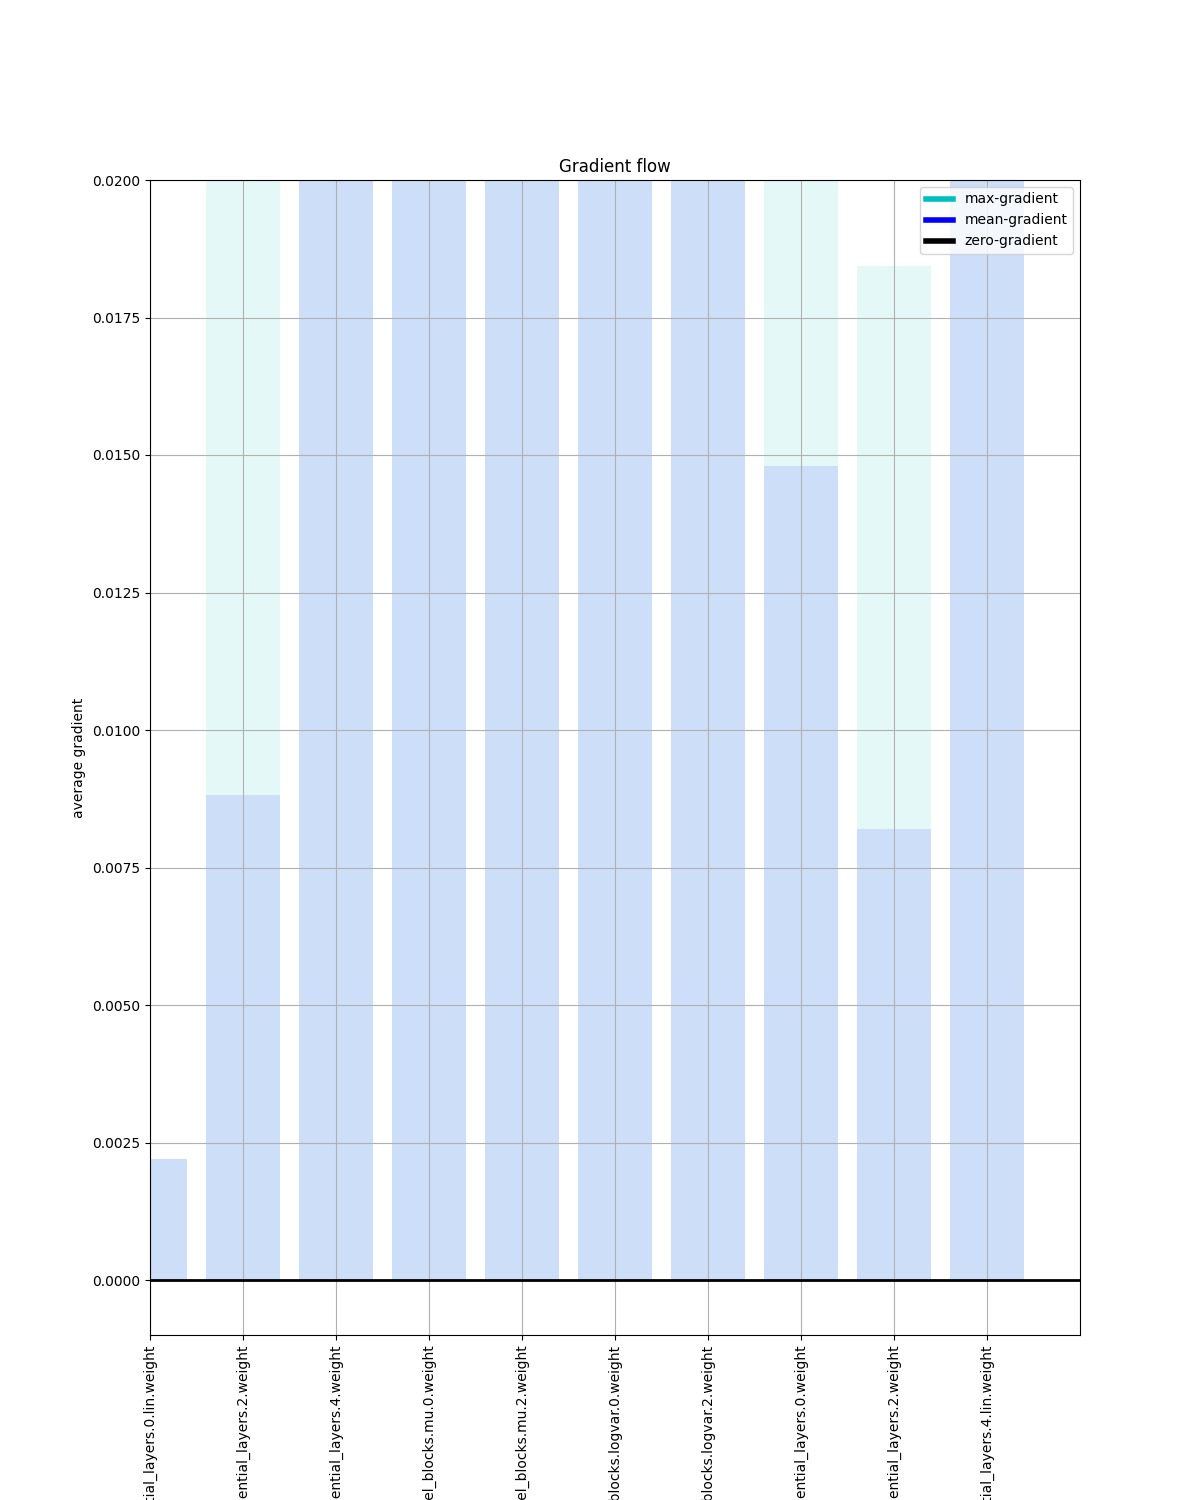 Gradient flow
max-gradient
mean-gradient
zero-gradient
0.0200
0.0175
0.0150
0.0125
0.0100
0.0075
0.0050
0.0025
0.0000
average gradient
tial_layers.0.lin.weight
ential_layers.2.weight
ential_layers.4.weight
el_blocks.mu.0.weight
el_blocks.mu.2.weight
blocks.logvar.0.weight
blocks.logvar.2.weight
ential_layers.0.weight
ential_layers.2.weight
tial_layers.4.lin.weight